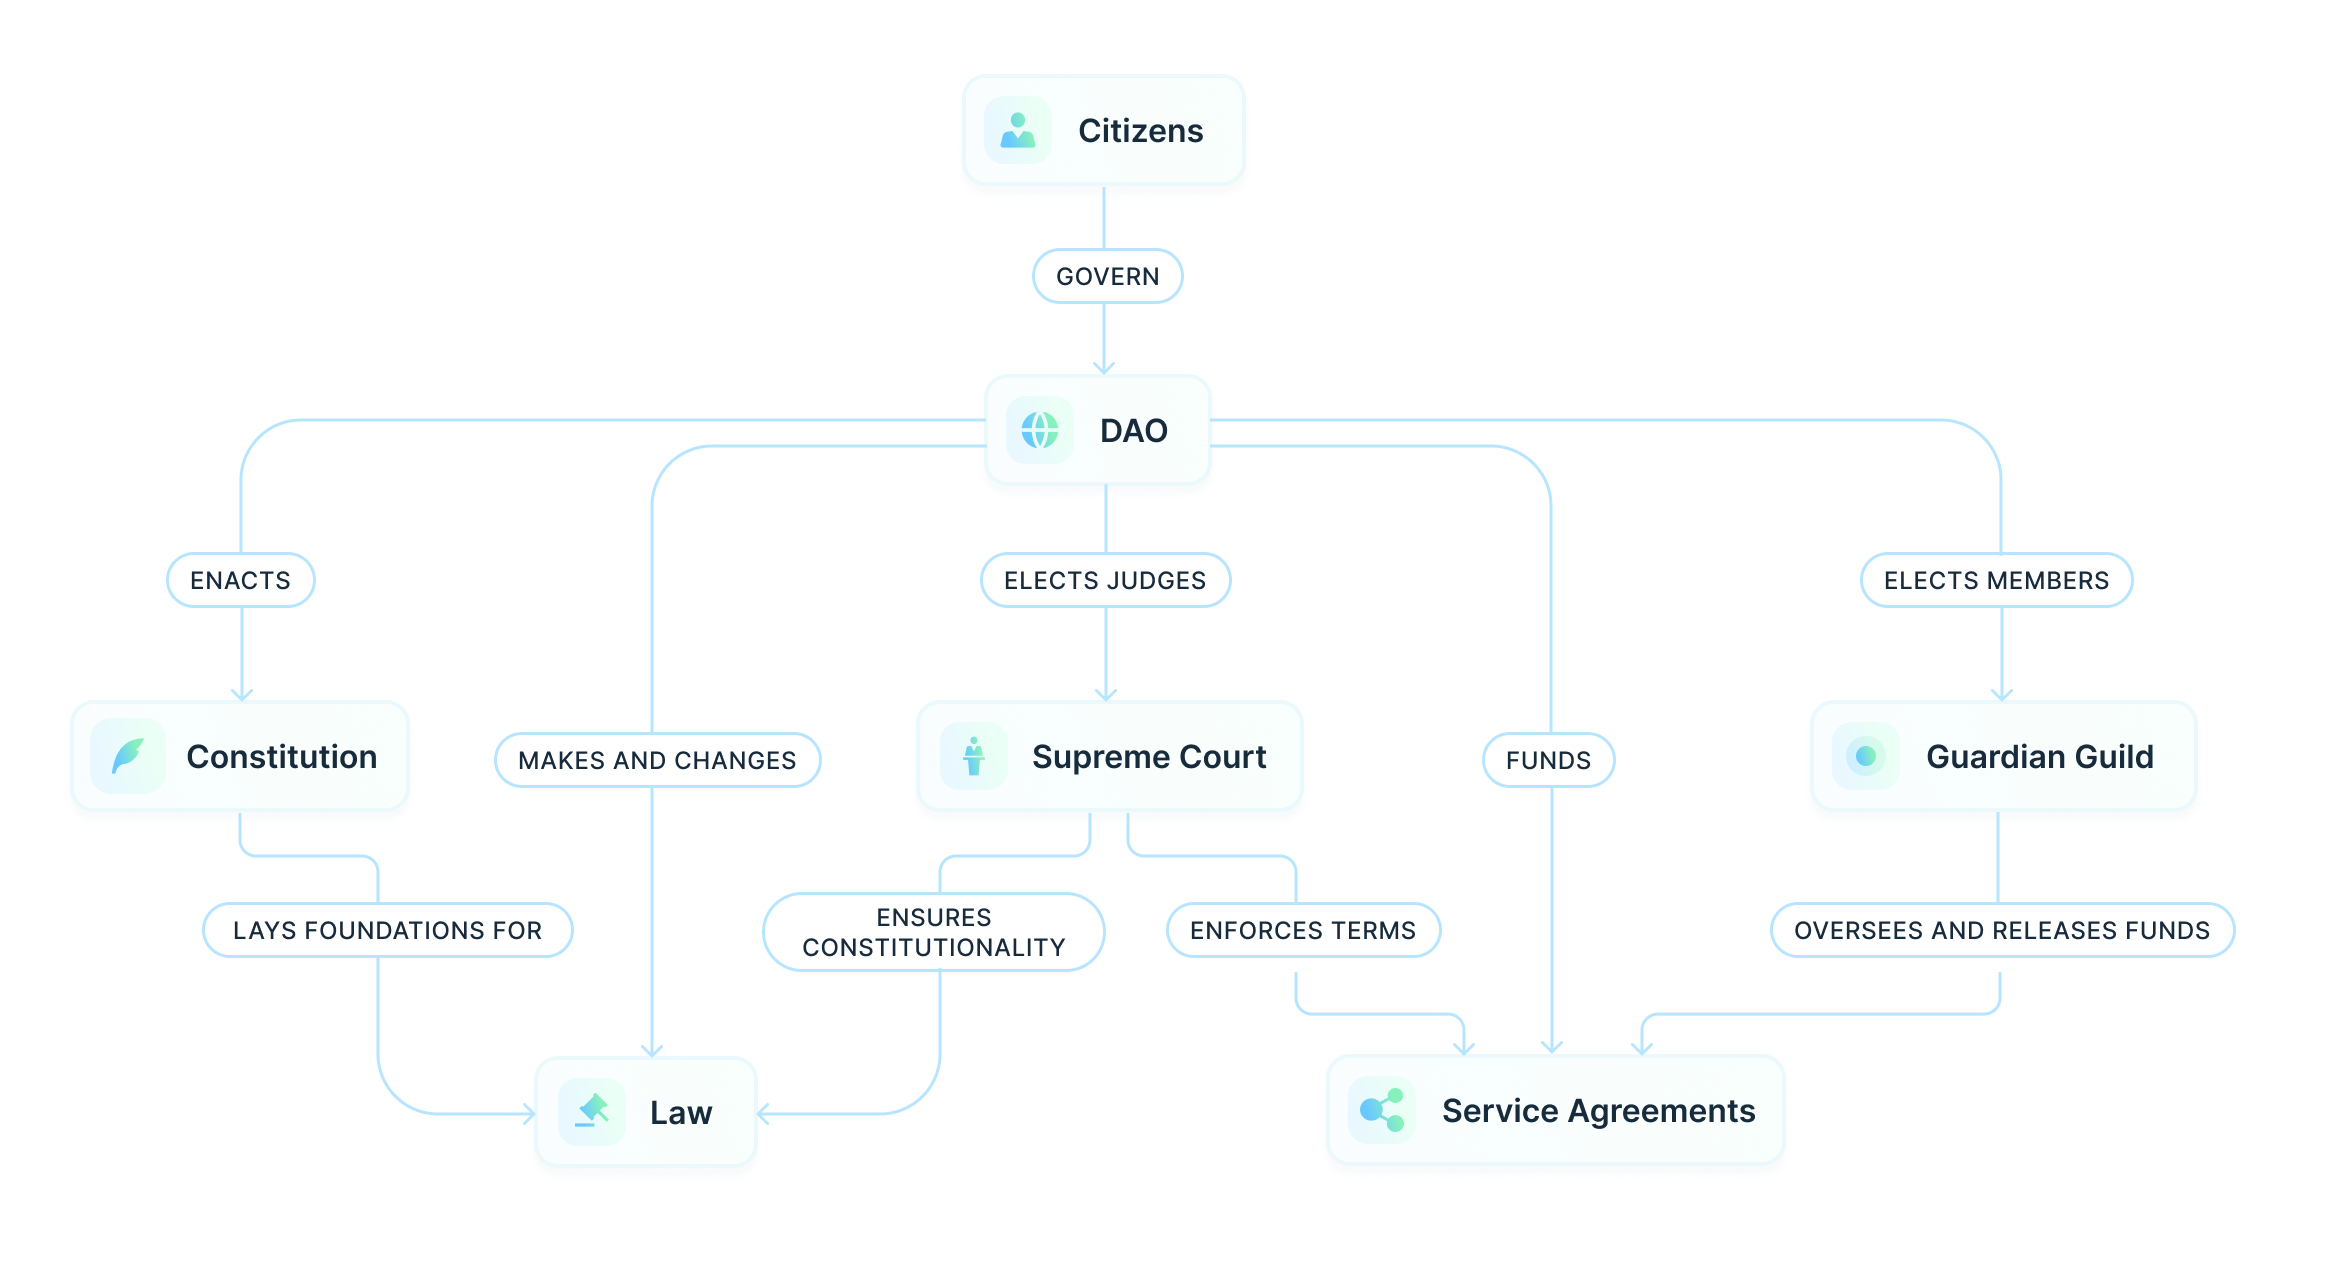 Citizens
GOVERN
DAO
ENACTS
ELECTS JUDGES
ELECTS MEMBERS
Constitution
MAKES AND CHANGES
Supreme Court
FUNDS
Guardian Guild
LAYS FOUNDATIONS FOR
ENSURES
CONSTITUTIONALITY
ENFORCES TERMS
OVERSEES AND RELEASES FUNDS
Law
Service Agreements